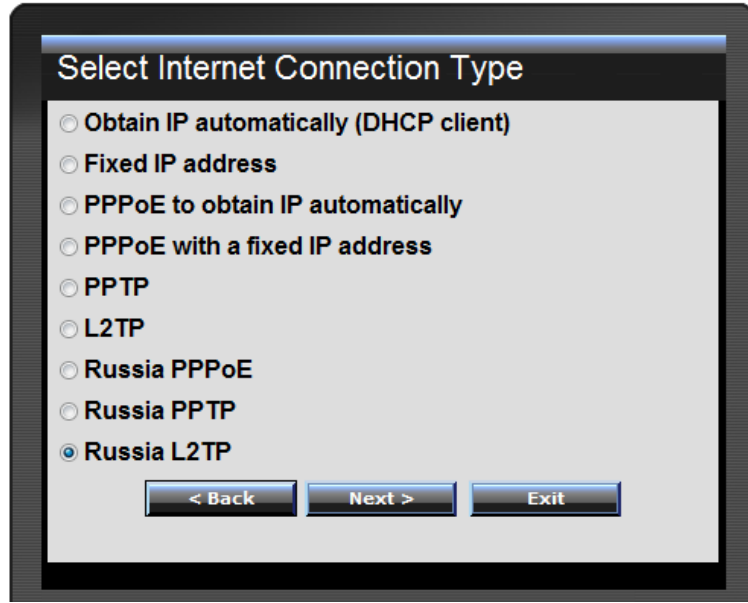 Select Internet Connection Type
Obtain IP automatically (DHCP client)
Fixed IP address
PPPoE to obtain IP automatically
PPPoE with a fixed IP address
PPTP
L2TP
Russia PPPoE
Russia PPTP
Russia L2TP
< Back Next > Exit